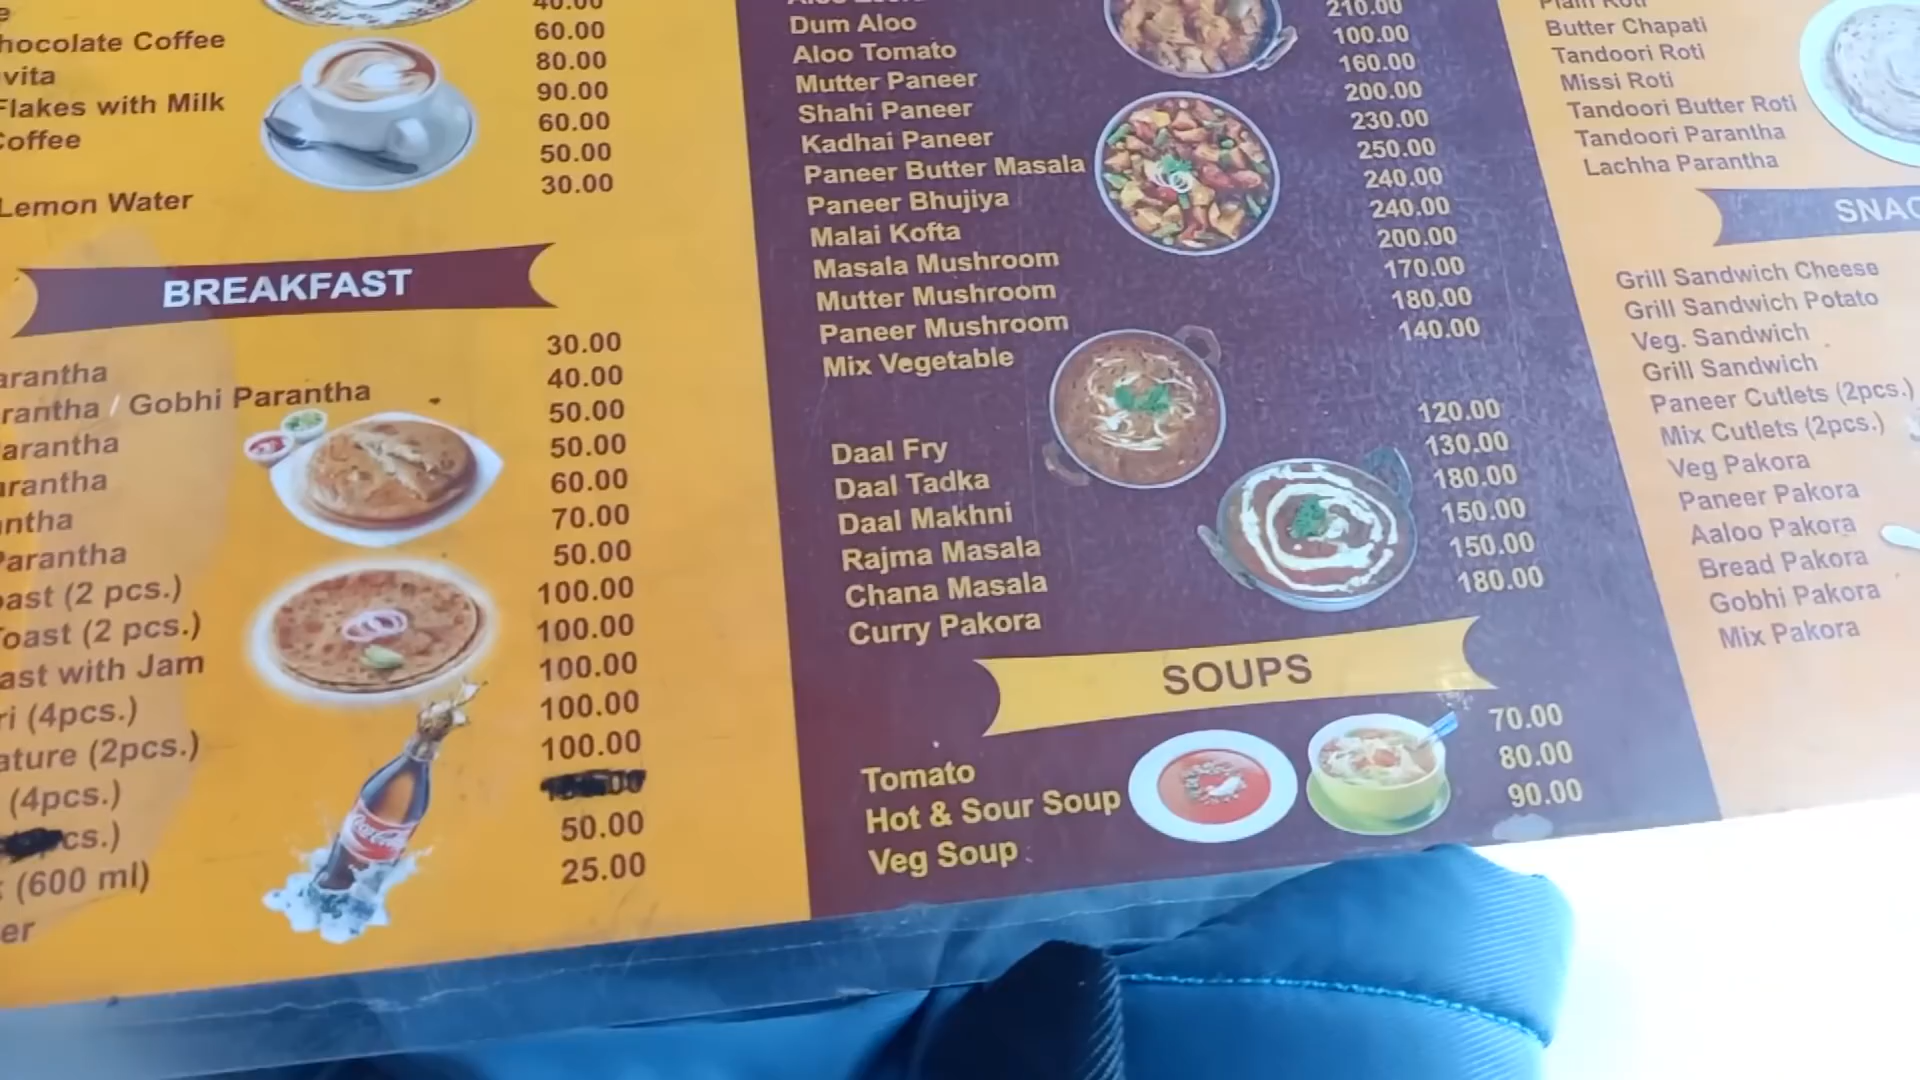 hocolate Coffee
vita
Flakes with Milk
Coffee
Lemon Water
40.00
60.00
80.00
90.00
60.00
50.00
30.00
BREAKFAST
arantha
rantha / Gobhi Parantha
arantha
arantha
antha
Parantha
oast (2 pcs.)
Toast (2 pcs.)
ast with Jam
ri (4pcs.)
ature (2pcs.)
(4pcs.)
cs.)
(600 ml)
er
30.00
40.00
50.00
50.00
60.00
70.00
50.00
100.00
100.00
100.00
100.00
100.00
50.00
25.00
Coca-Cola
Dum Aloo
Aloo Tomato
Mutter Paneer
Shahi Paneer
Kadhai Paneer
Paneer Butter Masala
Paneer Bhujiya
Malai Kofta
Masala Mushroom
Mutter Mushroom
Paneer Mushroom
Mix Vegetable
210.00
100.00
160.00
200.00
230.00
250.00
240.00
240.00
200.00
170.00
180.00
140.00
Daal Fry
Daal Tadka
Daal Makhni
Rajma Masala
Chana Masala
Curry Pakora
120.00
130.00
180.00
150.00
150.00
180.00
SOUPS
Tomato
Hot & Sour Soup
Veg Soup
70.00
80.00
90.00
Plain Roti
Butter Chapati
Tandoori Roti
Missi Roti
Tandoori Butter Roti
Tandoori Parantha
Lachha Parantha
SNAC
Grill Sandwich Cheese
Grill Sandwich Potato
Veg. Sandwich
Grill Sandwich
Paneer Cutlets (2pcs.)
Mix Cutlets (2pcs.)
Veg Pakora
Paneer Pakora
Aaloo Pakora
Bread Pakora
Gobhi Pakora
Mix Pakora